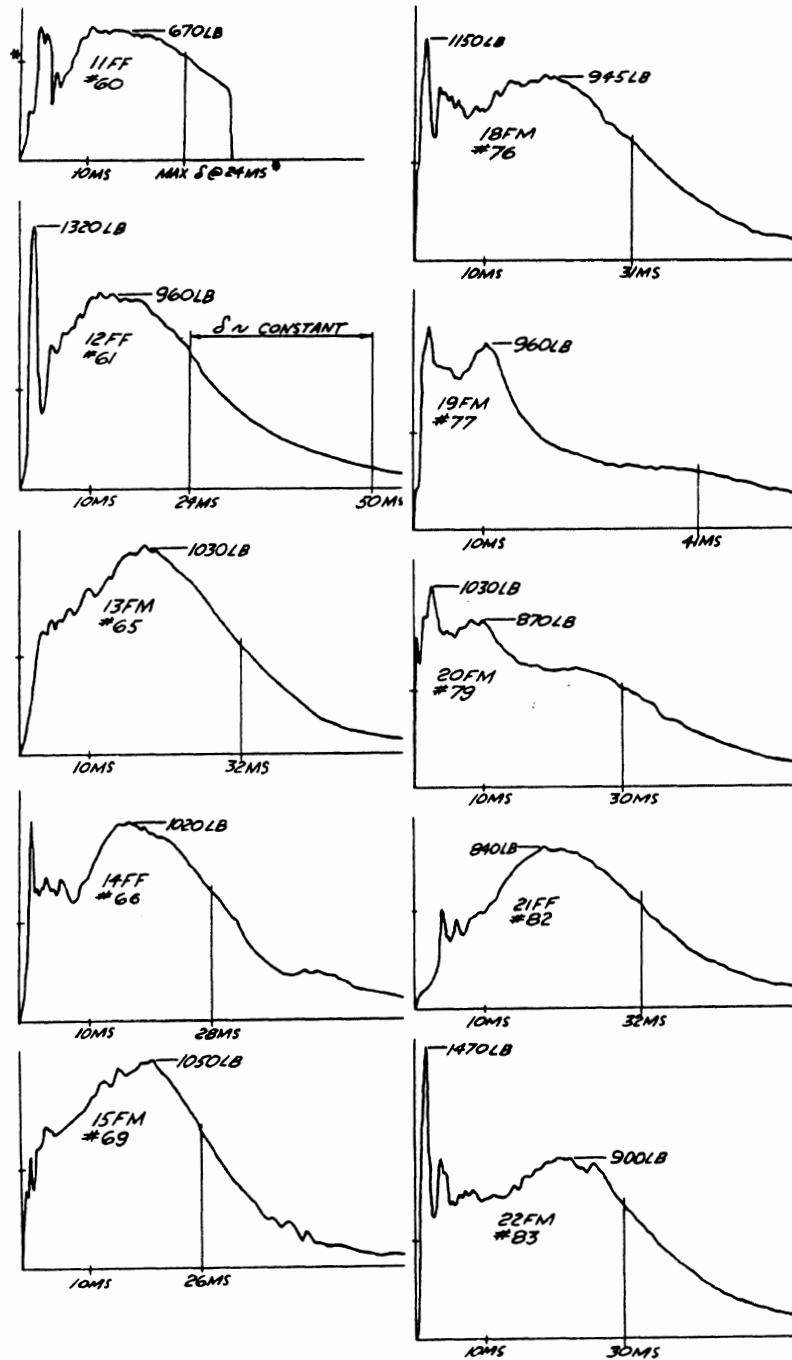 670LB
*
11FF
#60
10MS
MAX δ @ 24MS *
1320LB
960LB
δ ~ CONSTANT
12FF
#61
10MS
24MS
50MS
1030LB
13FM
#65
10MS
32MS
1020LB
14FF
#66
10MS
28MS
1050LB
15FM
#69
10MS
26MS
1150LB
945LB
18FM
#76
10MS
31MS
960LB
19FM
#77
10MS
41MS
1030LB
870LB
20FM
#79
10MS
30MS
840LB
21FF
#82
10MS
32MS
1470LB
900LB
22FM
#83
10MS
30MS